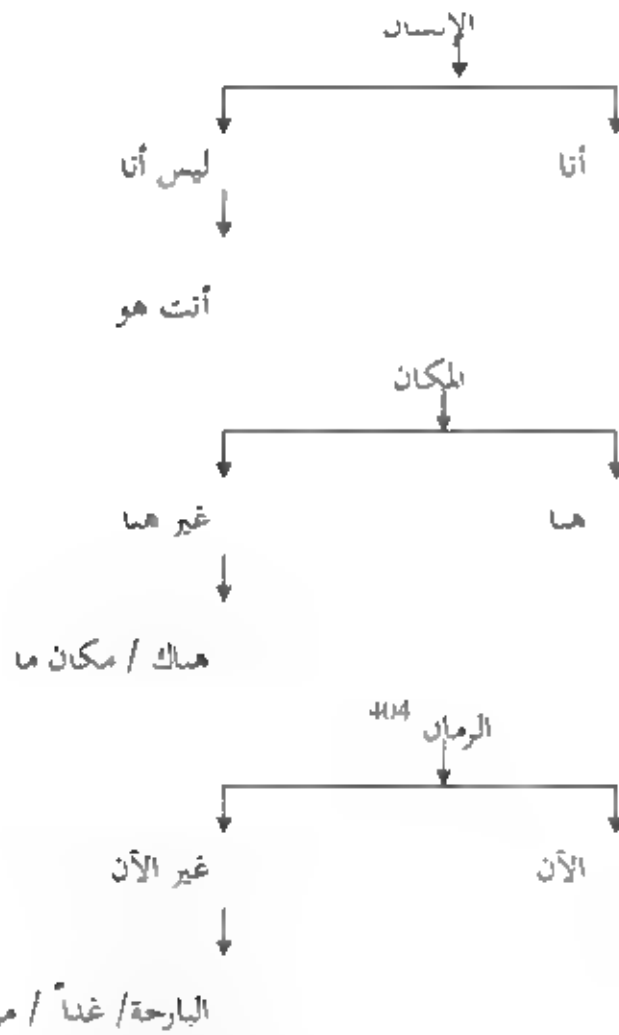 الإنسان
أنا ليس أنا
أنت هو
المكان
هنا غير هنا
هناك / مكان ما
الزمان 404
الآن غير الآن
البارحة/ غداً /